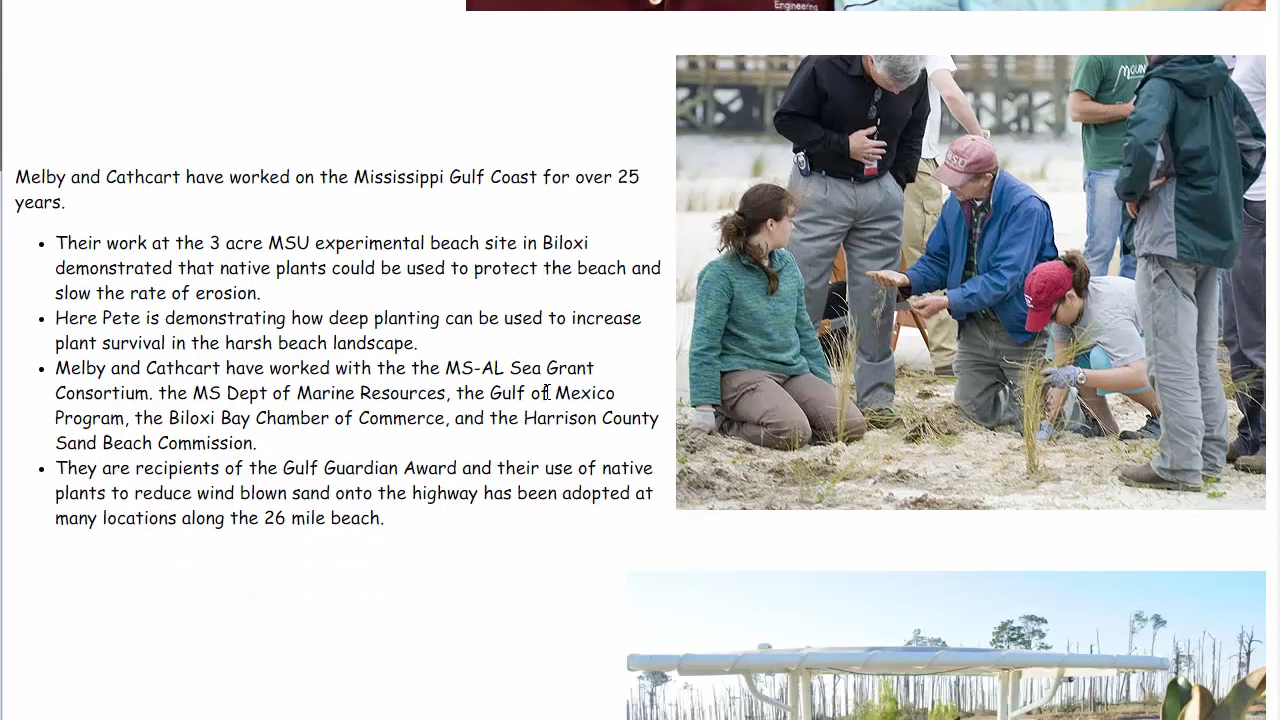 Engineering
MOUN
MSU
Melby and Cathcart have worked on the Mississippi Gulf Coast for over 25
years.
• Their work at the 3 acre MSU experimental beach site in Biloxi
demonstrated that native plants could be used to protect the beach and
slow the rate of erosion.
• Here Pete is demonstrating how deep planting can be used to increase
plant survival in the harsh beach landscape.
• Melby and Cathcart have worked with the the MS-AL Sea Grant
Consortium. the MS Dept of Marine Resources, the Gulf of Mexico
Program, the Biloxi Bay Chamber of Commerce, and the Harrison County
Sand Beach Commission.
• They are recipients of the Gulf Guardian Award and their use of native
plants to reduce wind blown sand onto the highway has been adopted at
many locations along the 26 mile beach.